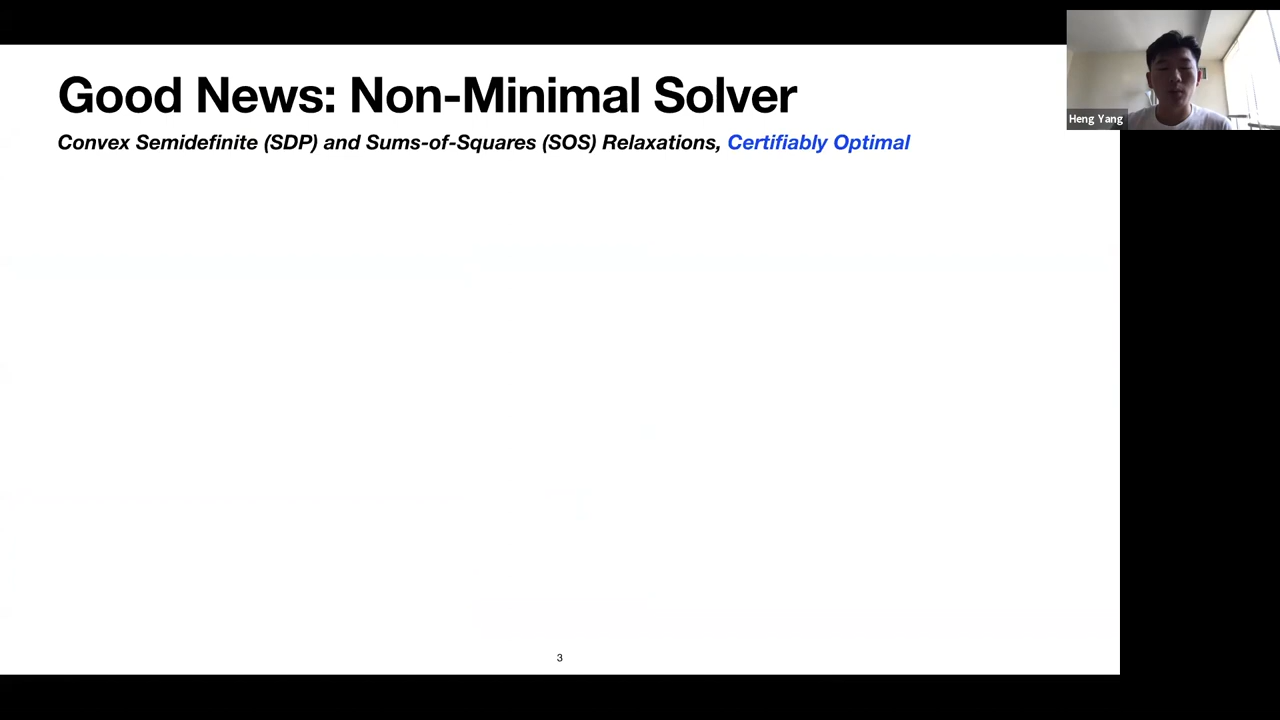 Good News: Non-Minimal Solver
Convex Semidefinite (SDP) and Sums-of-Squares (SOS) Relaxations, Certifiably Optimal
Heng Yang
3